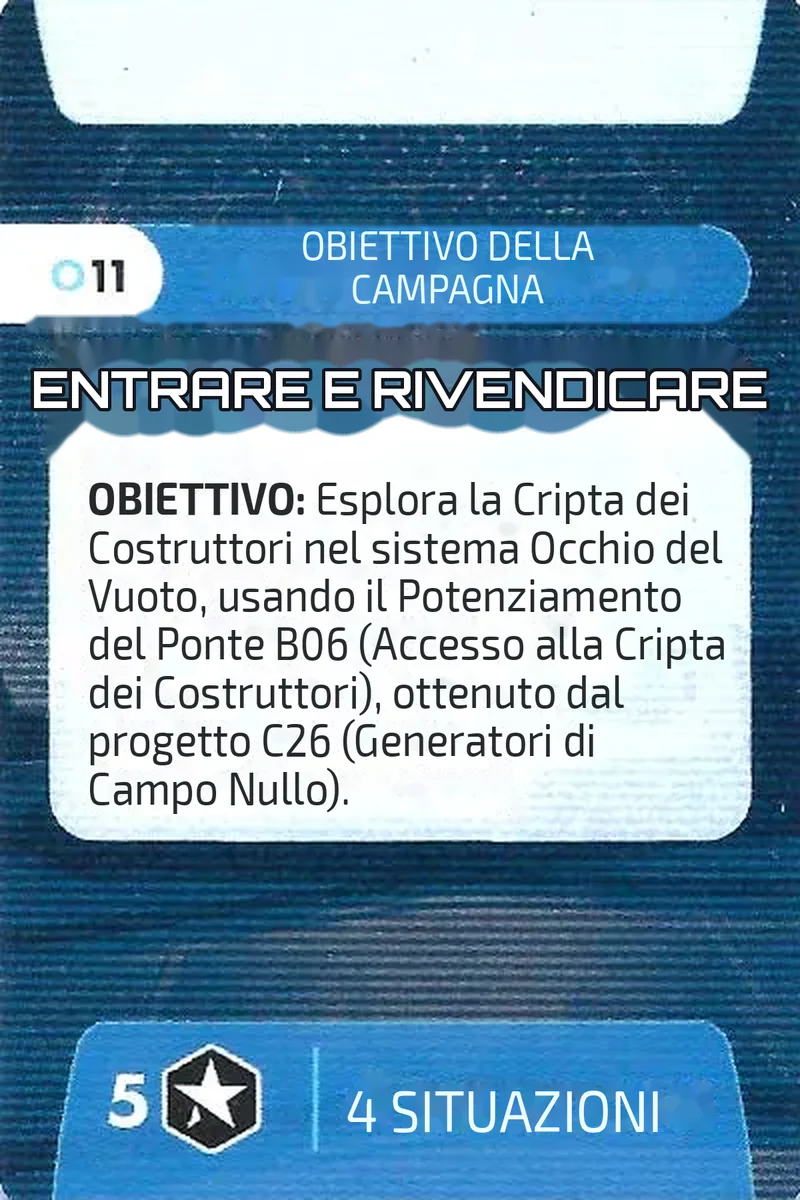 11
OBIETTIVO DELLA
CAMPAGNA
ENTRARE E RIVENDICARE
OBIETTIVO: Esplora la Cripta dei
Costruttori nel sistema Occhio del
Vuoto, usando il Potenziamento
del Ponte B06 (Accesso alla Cripta
dei Costruttori), ottenuto dal
progetto C26 (Generatori di
Campo Nullo).
5
4 SITUAZIONI